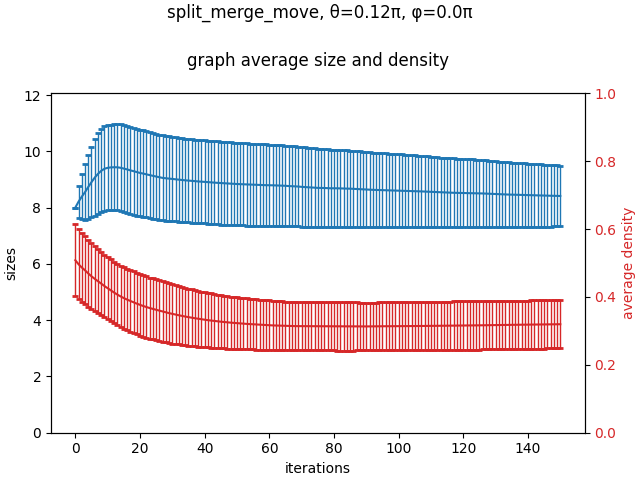 split_merge_move, θ=0.12π, φ=0.0π
graph average size and density
12
10
8
6
4
2
0
sizes
0 20 40 60 80 100 120 140
iterations
1.0
0.8
0.6
0.4
0.2
0.0
average density